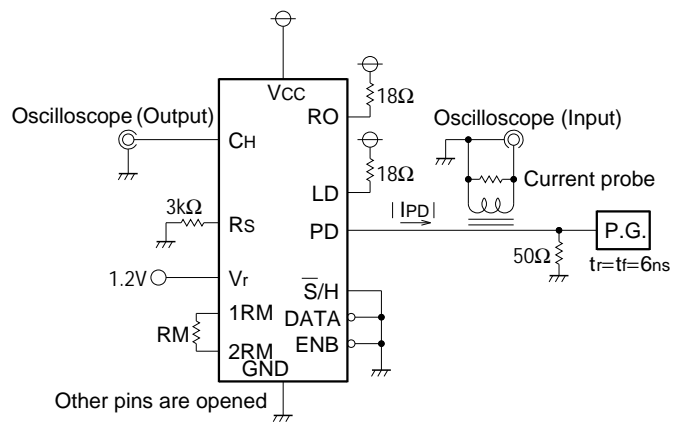 VCC
RO
18Ω
Oscilloscope (Output)
CH
Oscilloscope (Input)
LD
18Ω
Current probe
3kΩ
RS
PD
| IPD|
50Ω
P.G.
tr=tf=6ns
1.2V
Vr
S̅/H
1RM
DATA
RM
2RM
ENB
GND
Other pins are opened